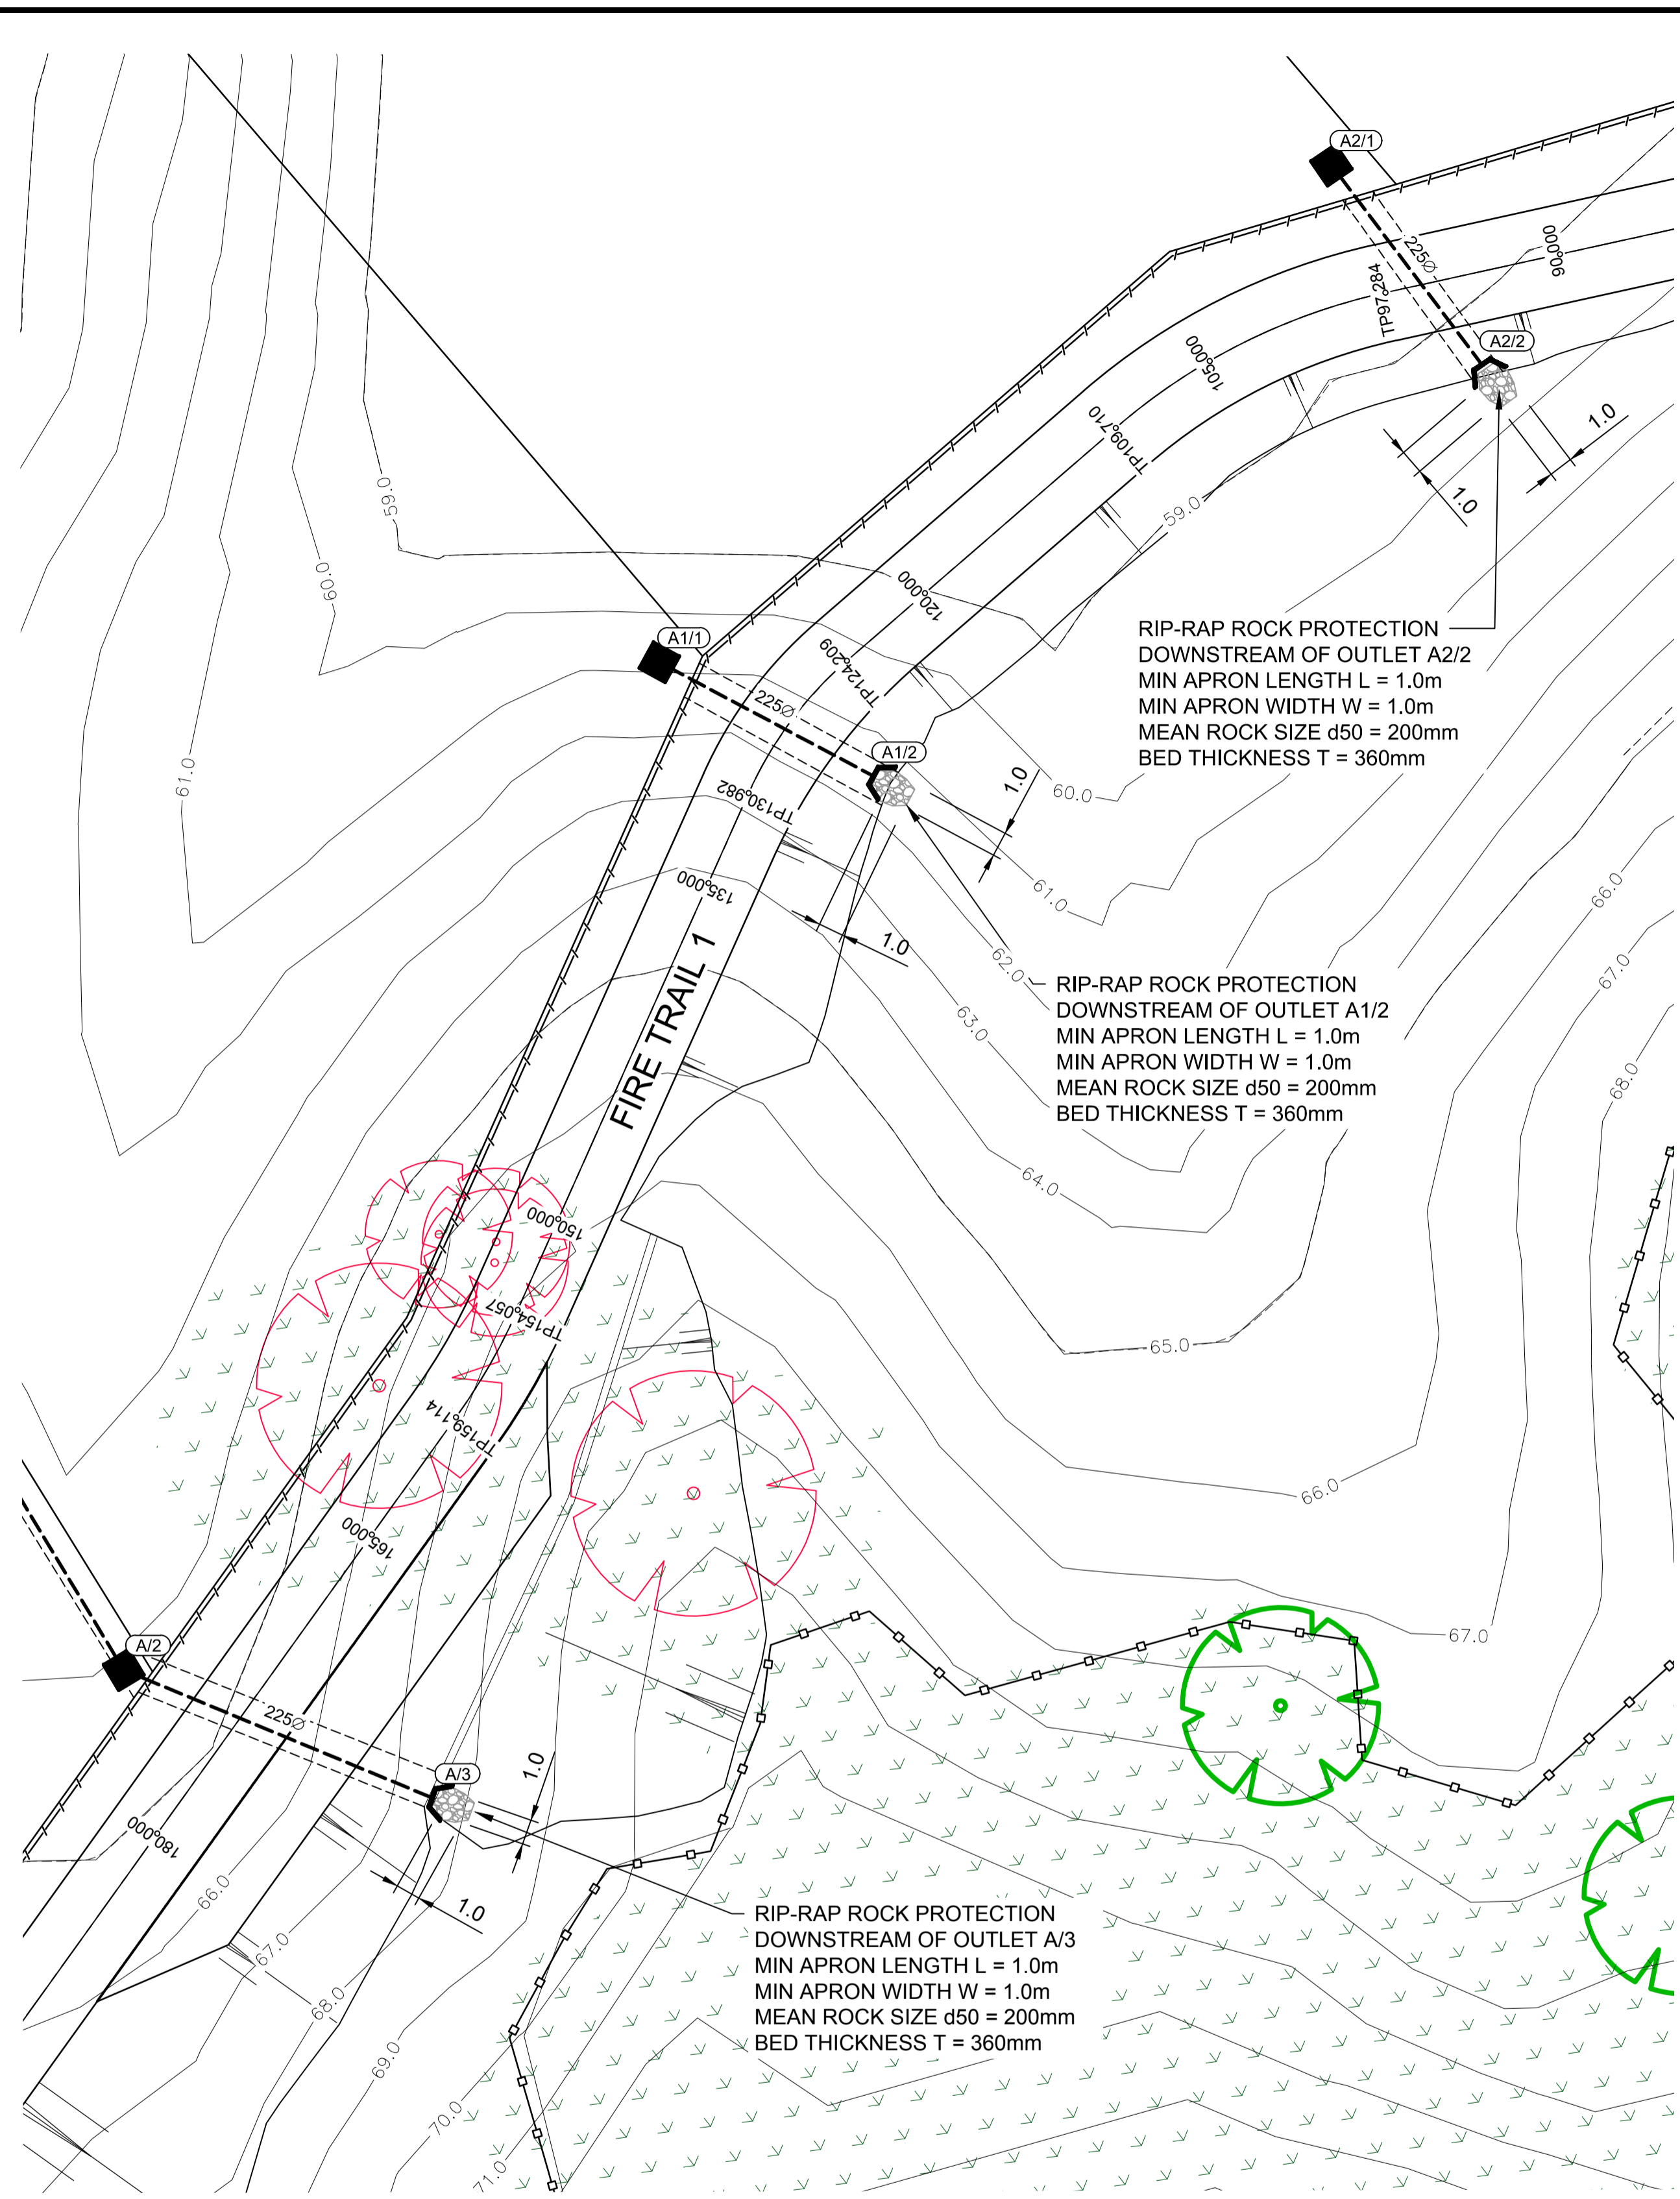 A2/1
225Ø
90.000
TP97.284
A2/2
105.000
1.0
1.0
TP109.710
59.0
59.0
120.000
60.0
A1/1
TP124.209
RIP-RAP ROCK PROTECTION
DOWNSTREAM OF OUTLET A2/2
MIN APRON LENGTH L = 1.0m
MIN APRON WIDTH W = 1.0m
MEAN ROCK SIZE d50 = 200mm
BED THICKNESS T = 360mm
225Ø
A1/2
61.0
TP130.982
1.0
60.0
135.000
61.0
66.0
1.0
62.0
67.0
FIRE TRAIL 1
RIP-RAP ROCK PROTECTION
DOWNSTREAM OF OUTLET A1/2
MIN APRON LENGTH L = 1.0m
MIN APRON WIDTH W = 1.0m
MEAN ROCK SIZE d50 = 200mm
BED THICKNESS T = 360mm
63.0
68.0
64.0
150.000
TP154.057
65.0
TP159.114
66.0
165.000
67.0
A/2
225Ø
A/3
1.0
180.000
66.0
1.0
RIP-RAP ROCK PROTECTION
DOWNSTREAM OF OUTLET A/3
MIN APRON LENGTH L = 1.0m
MIN APRON WIDTH W = 1.0m
MEAN ROCK SIZE d50 = 200mm
BED THICKNESS T = 360mm
67.0
68.0
69.0
70.0
71.0